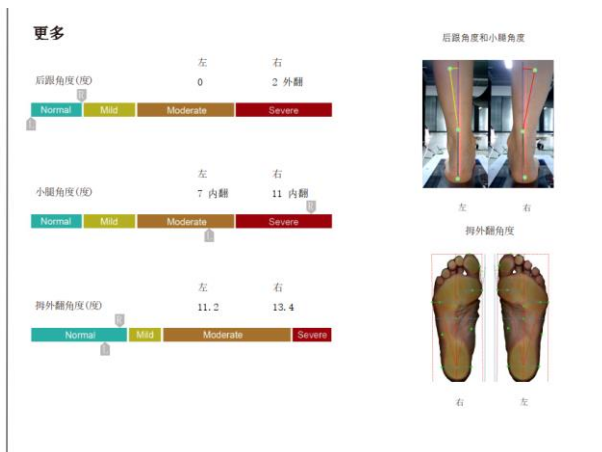 更多
后跟角度和小腿角度
左 右
后跟角度(度) 0 2 外翻
R
Normal Mild Moderate Severe
L
左 右
小腿角度(度) 7 内翻 11 内翻
R
Normal Mild Moderate Severe
L
左 右
拇外翻角度
左 右
拇外翻角度(度) 11.2 13.4
R
Normal Mild Moderate Severe
L
右 左